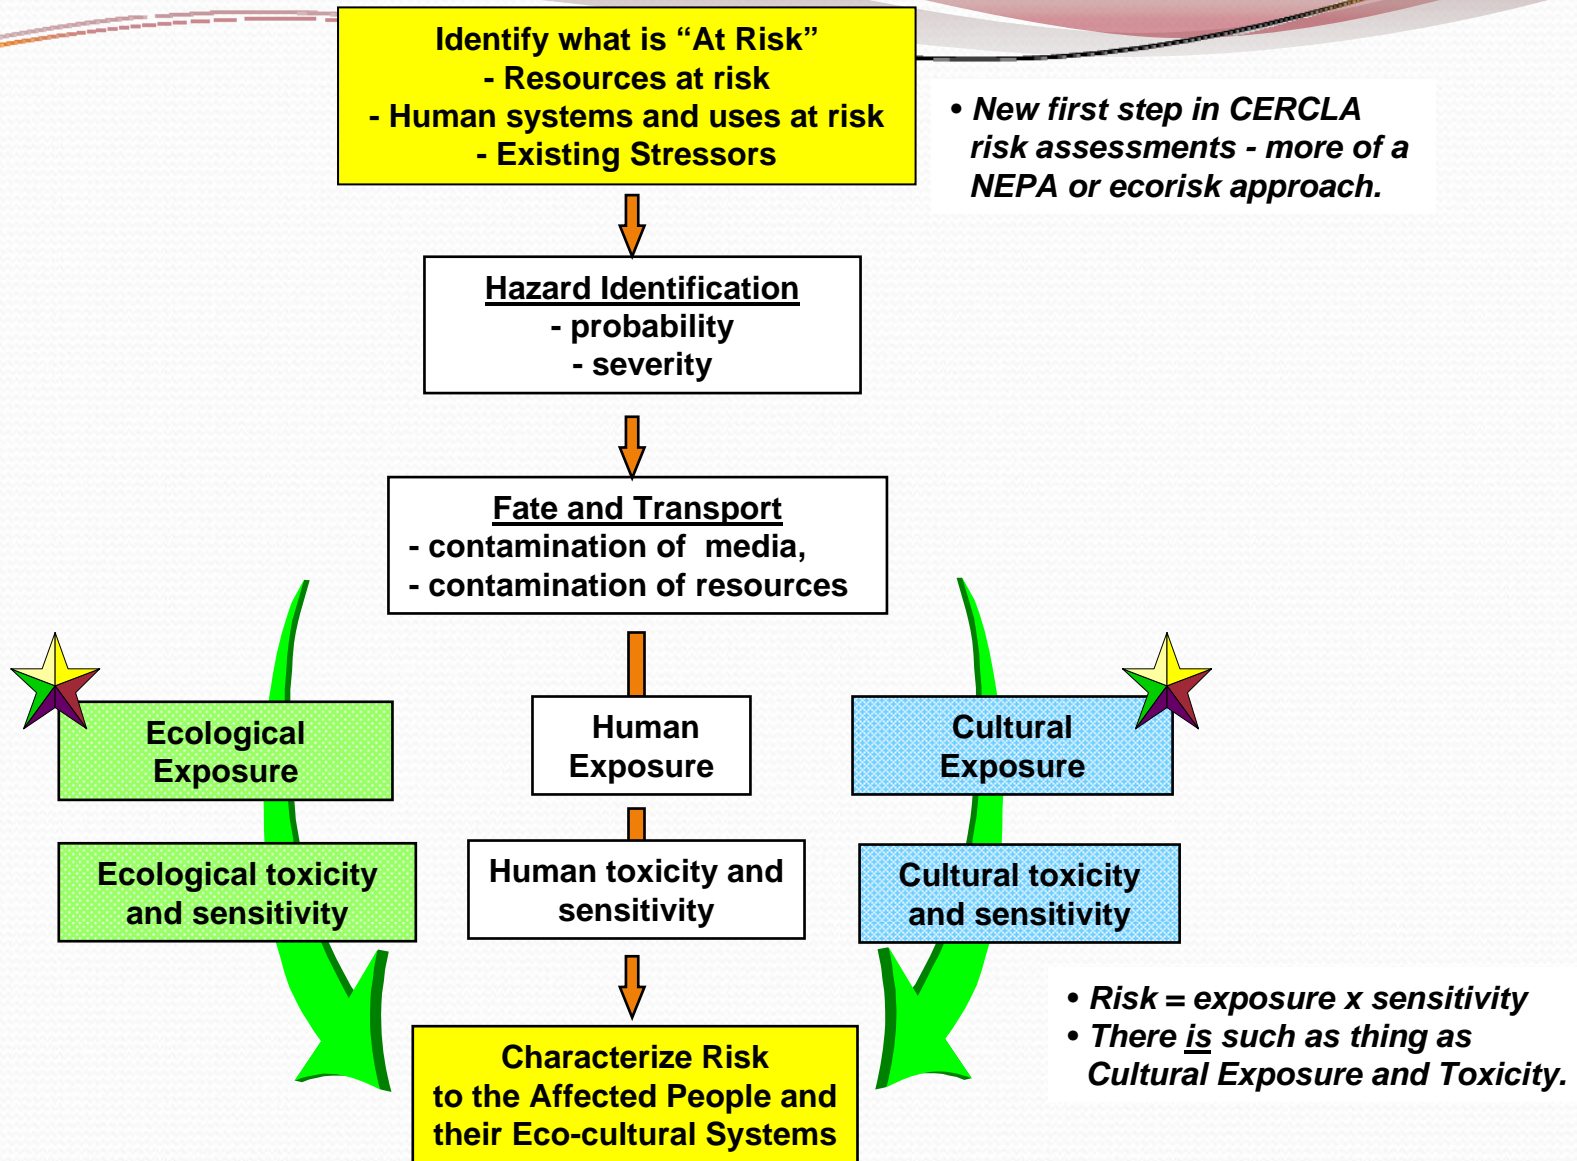 Identify what is “At Risk”
- Resources at risk
- Human systems and uses at risk
- Existing Stressors
• New first step in CERCLA
risk assessments - more of a
NEPA or ecorisk approach.
Hazard Identification
- probability
- severity
Fate and Transport
- contamination of  media,
- contamination of resources
Ecological
Exposure
Human
Exposure
Cultural
Exposure
Ecological toxicity
and sensitivity
Human toxicity and
sensitivity
Cultural toxicity
and sensitivity
• Risk = exposure x sensitivity
• There is such as thing as
Cultural Exposure and Toxicity.
Characterize Risk
to the Affected People and
their Eco-cultural Systems